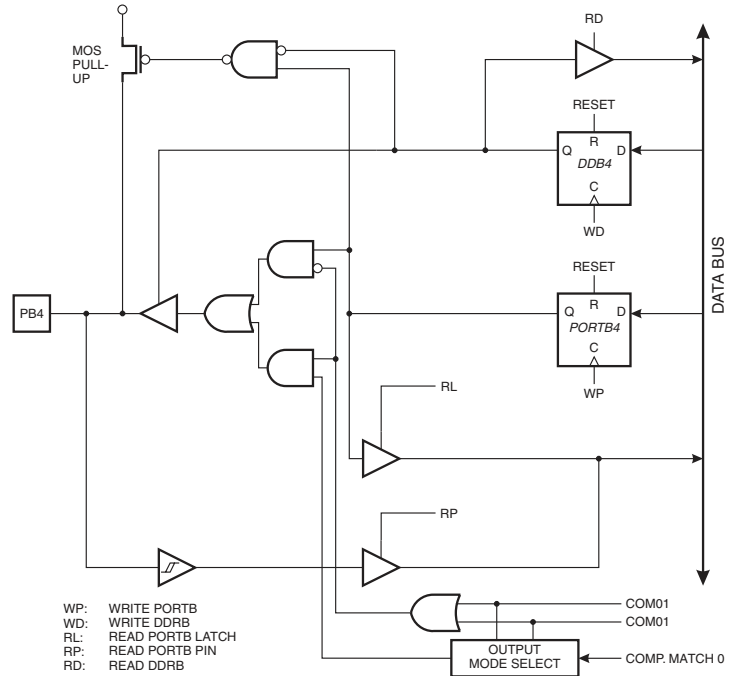 RD
MOS
PULL-
UP
RESET
R
Q
D
DDB4
C
WD
DATA BUS
RESET
R
Q
D
PORTB4
C
WP
PB4
RL
RP
WP: WRITE PORTB
WD: WRITE DDRB
RL: READ PORTB LATCH
RP: READ PORTB PIN
RD: READ DDRB
COM01
COM01
OUTPUT
MODE SELECT
COMP. MATCH 0